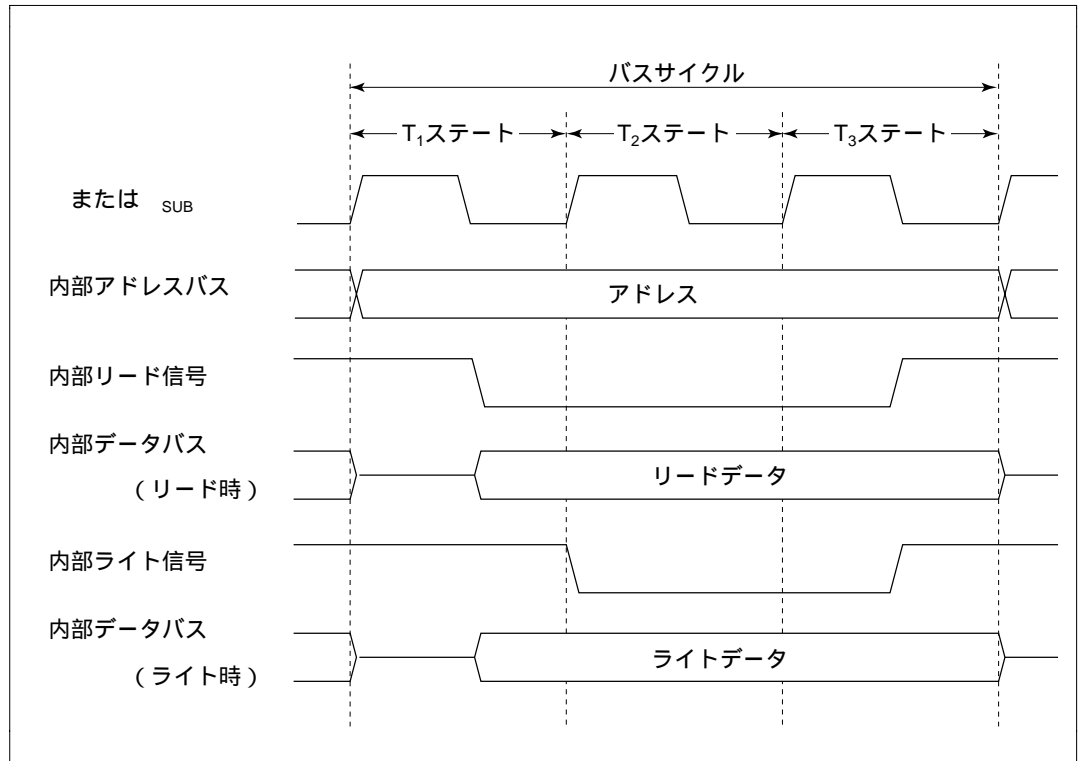 バスサイクル
T₁ステート
T₂ステート
T₃ステート
または SUB
内部アドレスバス
アドレス
内部リード信号
内部データバス
(リード時)
リードデータ
内部ライト信号
内部データバス
(ライト時)
ライトデータ